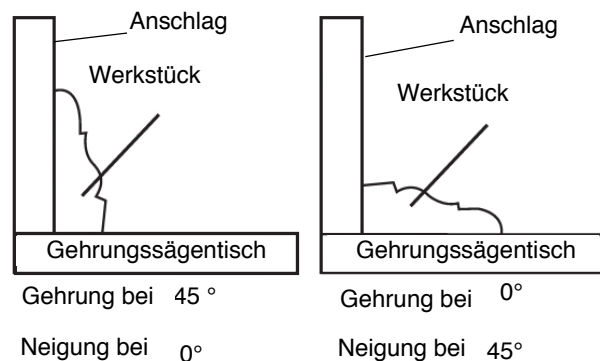 Anschlag
Werkstück
Gehrungssägentisch
Gehrung bei 45 °
Neigung bei 0°
Anschlag
Werkstück
Gehrungssägentisch
Gehrung bei 0°
Neigung bei 45°